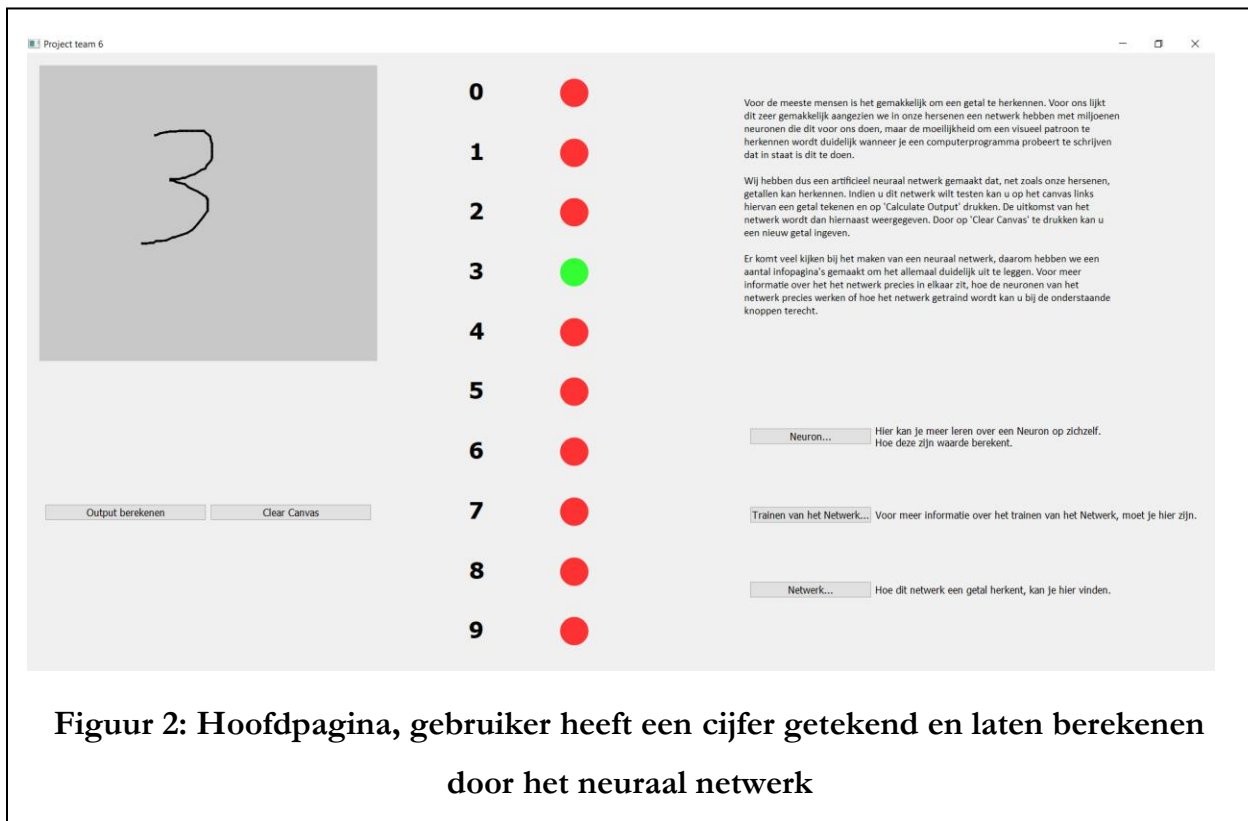 Project team 6
3
0
1
2
3
4
5
6
7
8
9
Output berekenen
Clear Canvas
Voor de meeste mensen is het gemakkelijk om een getal te herkennen. Voor ons lijkt
dit zeer gemakkelijk aangezien we in onze hersenen een netwerk hebben met miljoenen
neuronen die dit voor ons doen, maar de moeilijkheid om een visueel patroon te
herkennen wordt duidelijk wanneer je een computerprogramma probeert te schrijven
dat in staat is dit te doen.
Wij hebben dus een artificieel neuraal netwerk gemaakt dat, net zoals onze hersenen,
getallen kan herkennen. Indien u dit netwerk wilt testen kan u op het canvas links
hiervan een getal tekenen en op 'Calculate Output' drukken. De uitkomst van het
netwerk wordt dan hiernaast weergegeven. Door op 'Clear Canvas' te drukken kan u
een nieuw getal ingeven.
Er komt veel kijken bij het maken van een neuraal netwerk, daarom hebben we een
aantal infopagina's gemaakt om het allemaal duidelijk uit te leggen. Voor meer
informatie over het het netwerk precies in elkaar zit, hoe de neuronen van het
netwerk precies werken of hoe het netwerk getraind wordt kan u bij de onderstaande
knoppen terecht.
Neuron...
Hier kan je meer leren over een Neuron op zichzelf.
Hoe deze zijn waarde berekent.
Trainen van het Netwerk...
Voor meer informatie over het trainen van het Netwerk, moet je hier zijn.
Netwerk...
Hoe dit netwerk een getal herkent, kan je hier vinden.
Figuur 2: Hoofdpagina, gebruiker heeft een cijfer getekend en laten berekenen
door het neuraal netwerk